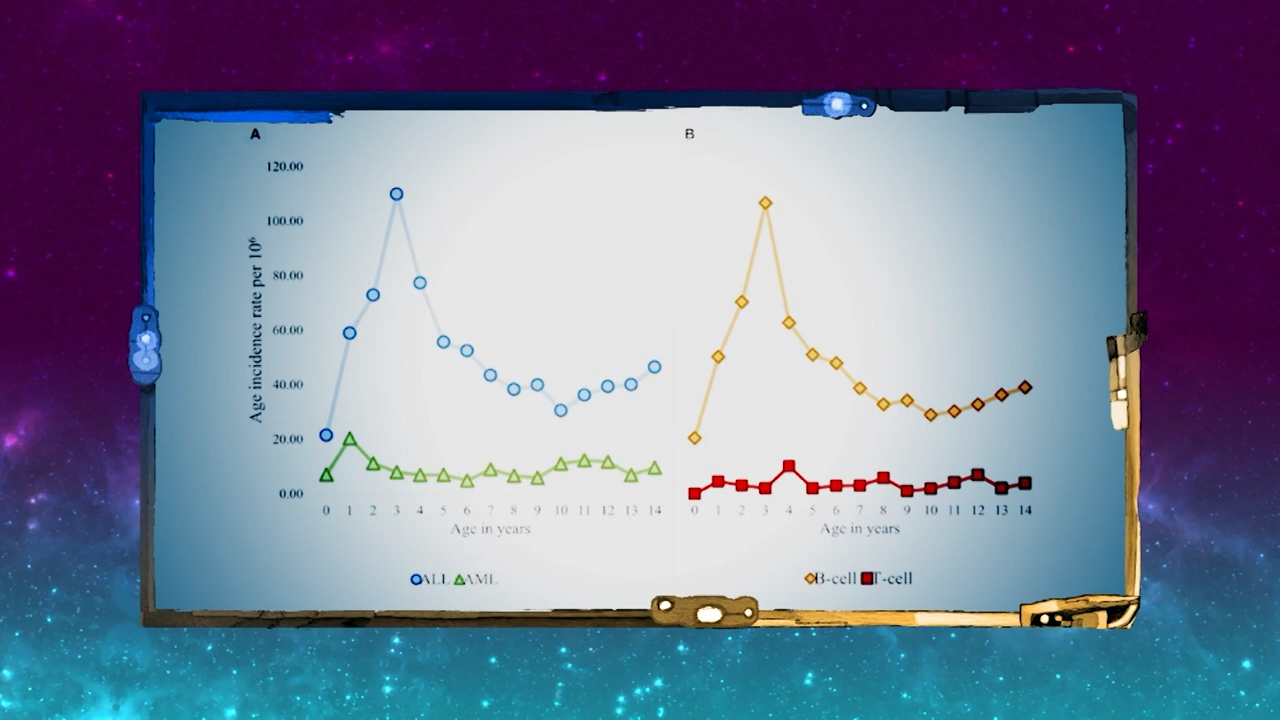 A
B
120.00
100.00
80.00
60.00
40.00
20.00
0.00
Age incidence rate per 10⁶
0 1 2 3 4 5 6 7 8 9 10 11 12 13 14
Age in years
ALL AML
0 1 2 3 4 5 6 7 8 9 10 11 12 13 14
Age in years
B-cell T-cell